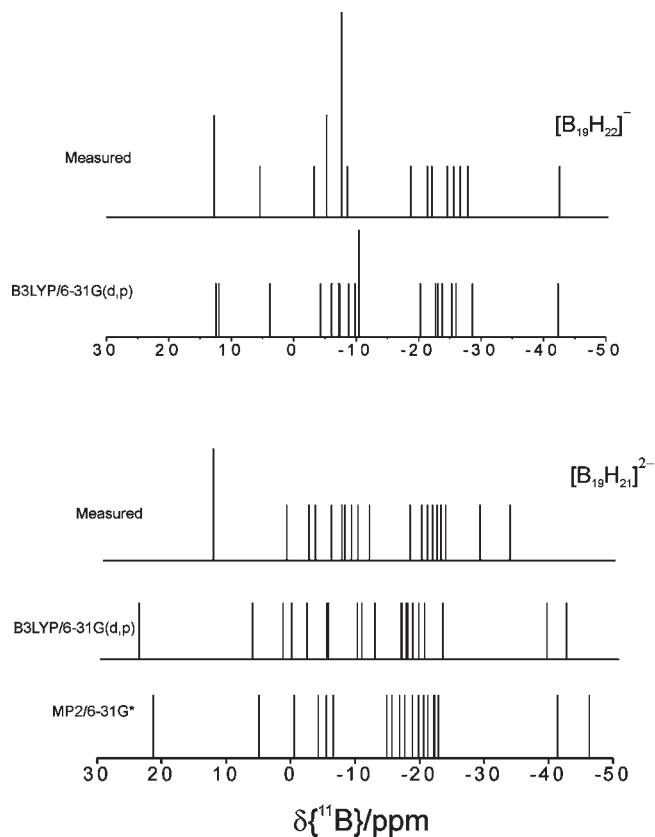 [B19H22]−
Measured
B3LYP/6-31G(d,p)
30 20 10 0 -10 -20 -30 -40 -50
[B19H21]2−
Measured
B3LYP/6-31G(d,p)
MP2/6-31G*
30 20 10 0 -10 -20 -30 -40 -50
δ{11B}/ppm